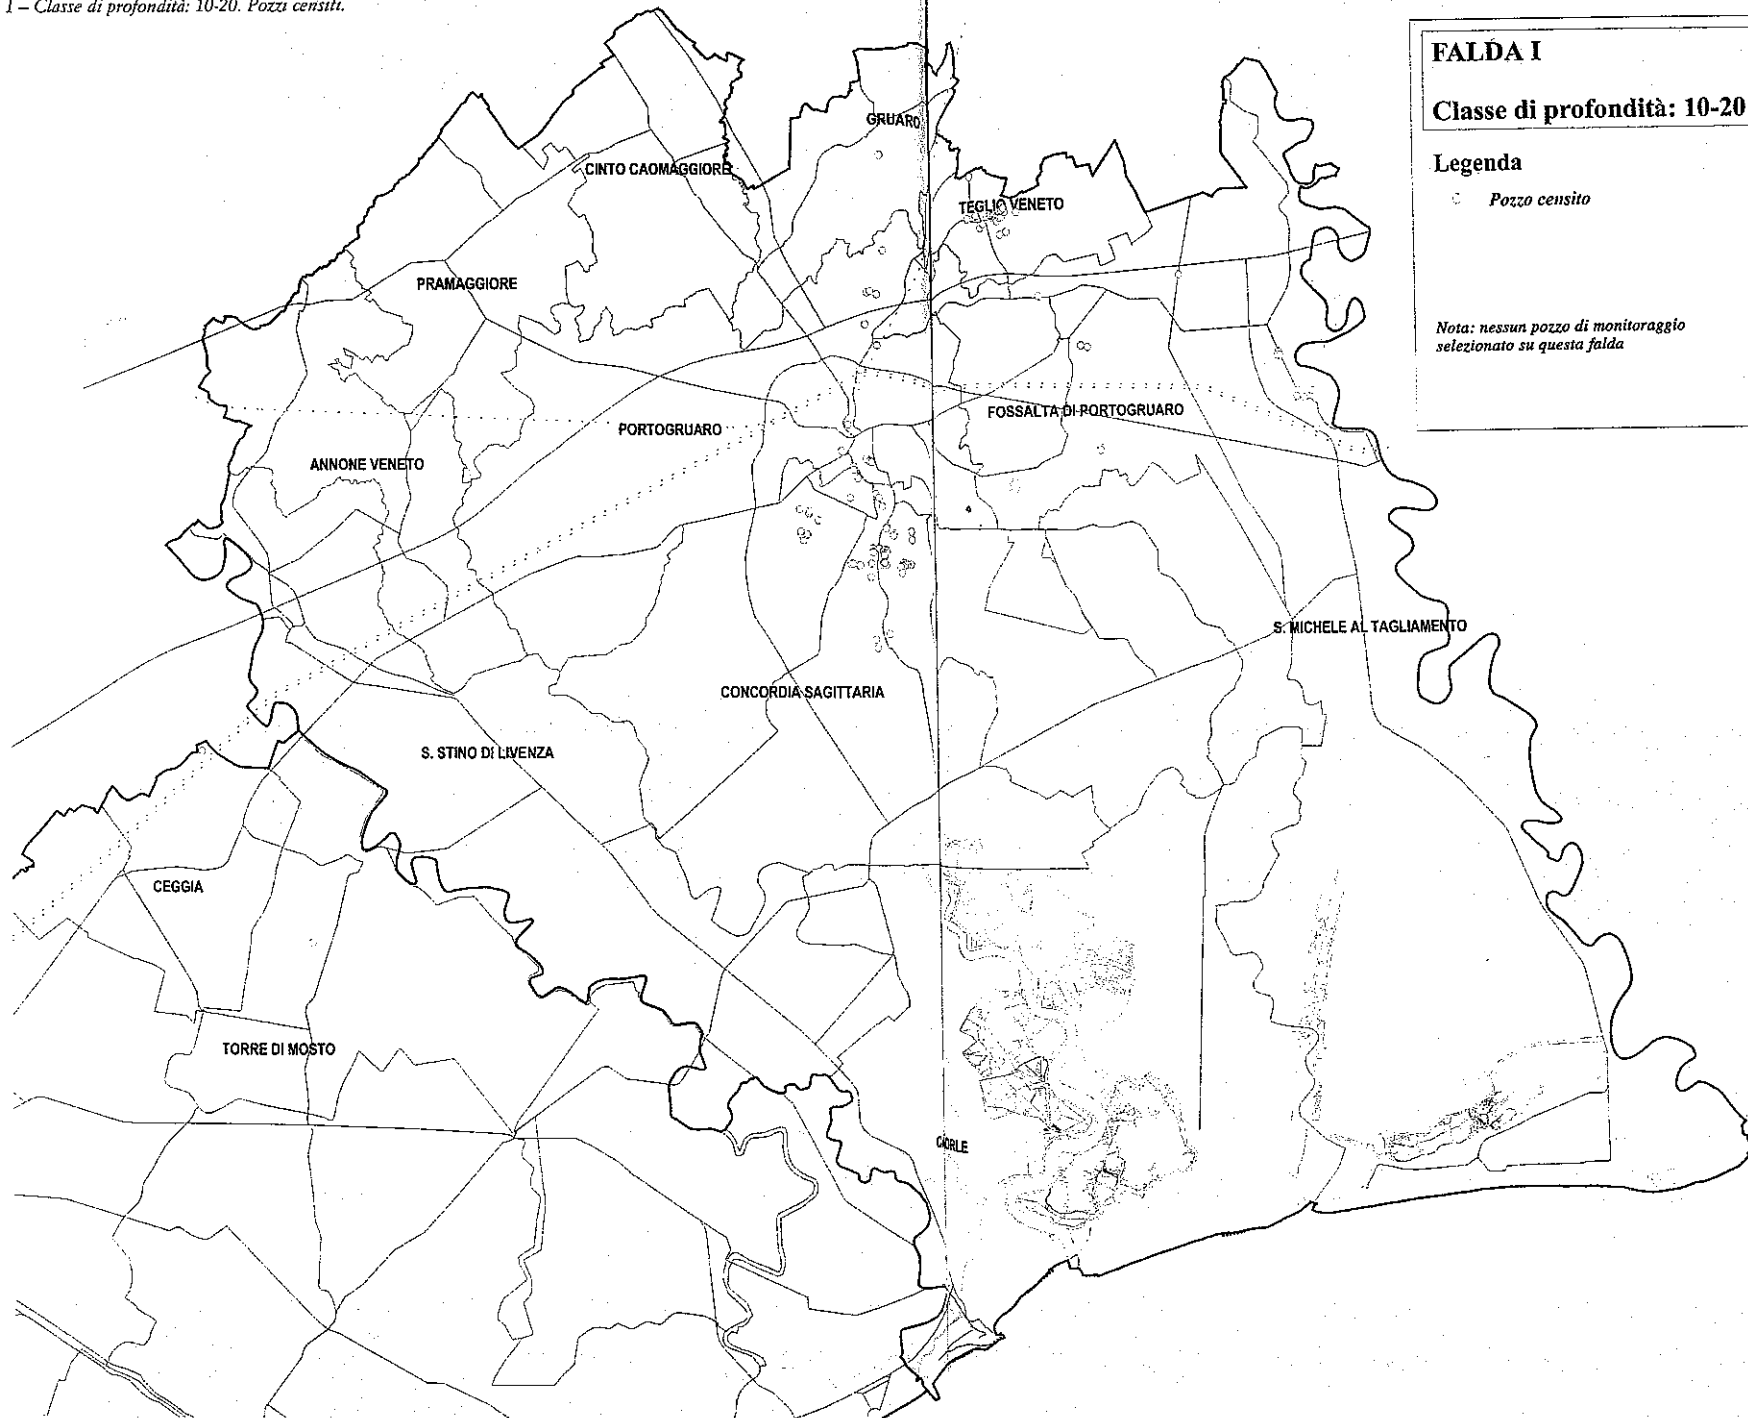 1 – Classe di profondità: 10-20. Pozzi censiti.
FALDA I
Classe di profondità: 10-20
Legenda
Pozzo censito
Nota: nessun pozzo di monitoraggio
selezionato su questa falda
GRUARO
CINTO CAOMAGGIORE
TEGLIO VENETO
PRAMAGGIORE
FOSSALTA DI PORTOGRUARO
PORTOGRUARO
ANNONE VENETO
S. MICHELE AL TAGLIAMENTO
CONCORDIA SAGITTARIA
S. STINO DI LIVENZA
CEGGIA
TORRE DI MOSTO
CAORLE